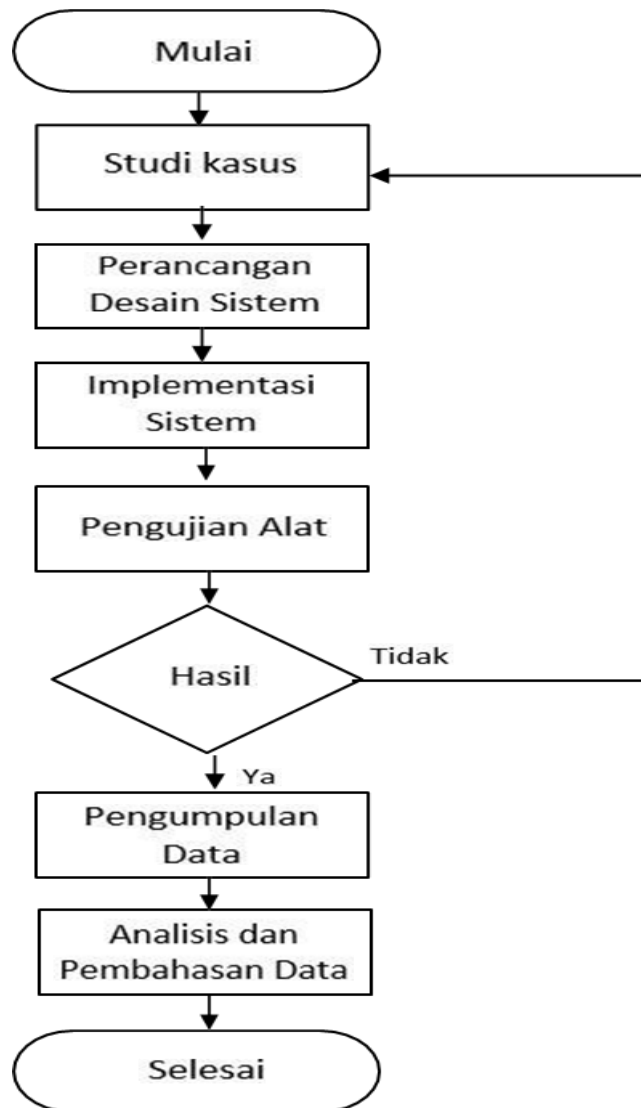 Mulai
Studi kasus
Perancangan
Desain Sistem
Implementasi
Sistem
Pengujian Alat
Hasil
Tidak
Ya
Pengumpulan
Data
Analisis dan
Pembahasan Data
Selesai